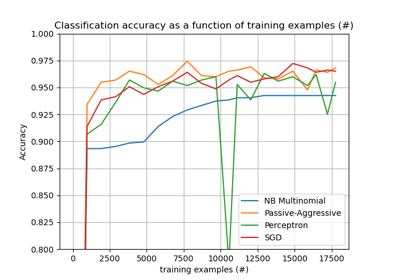 Classification accuracy as a function of training examples (#)
1.000
0.975
0.950
0.925
0.900
0.875
0.850
0.825
0.800
Accuracy
NB Multinomial
Passive-Aggressive
Perceptron
SGD
0 2500 5000 7500 10000 12500 15000 17500
training examples (#)